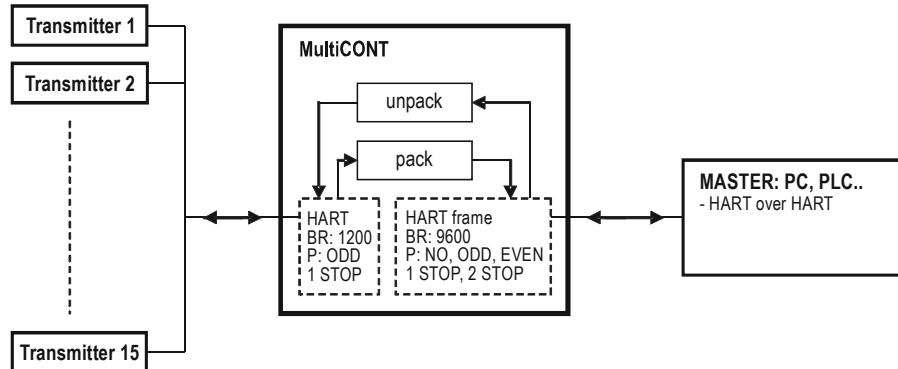 Transmitter 1
Transmitter 2
Transmitter 15
MultiCONT
unpack
pack
HART
BR: 1200
P: ODD
1 STOP
HART frame
BR: 9600
P: NO, ODD, EVEN
1 STOP, 2 STOP
MASTER: PC, PLC..
- HART over HART